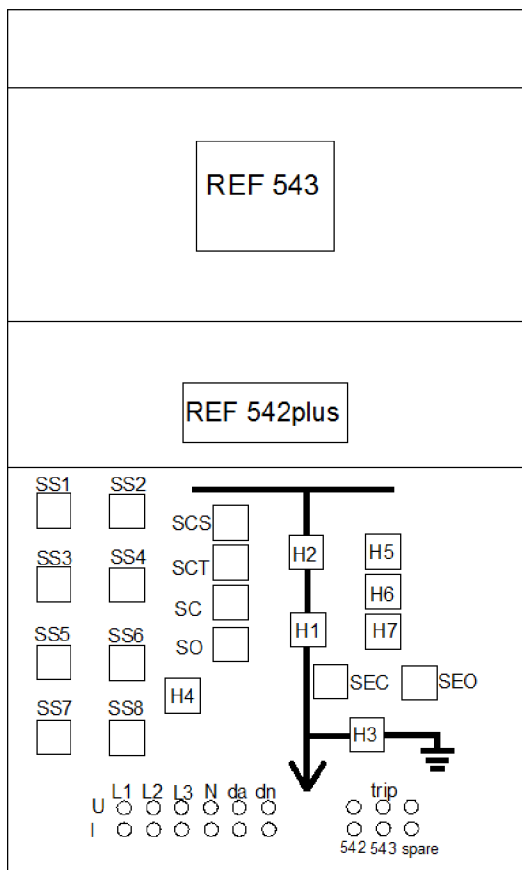 REF 543
REF 542plus
SS1 SS2
SCS
H2 H5
SS3 SS4
SCT
H6
SC
H1 H7
SS5 SS6
SO
H4 SEC SEO
SS7 SS8
H3
L1 L2 L3 N da dn trip
U
I
542 543 spare